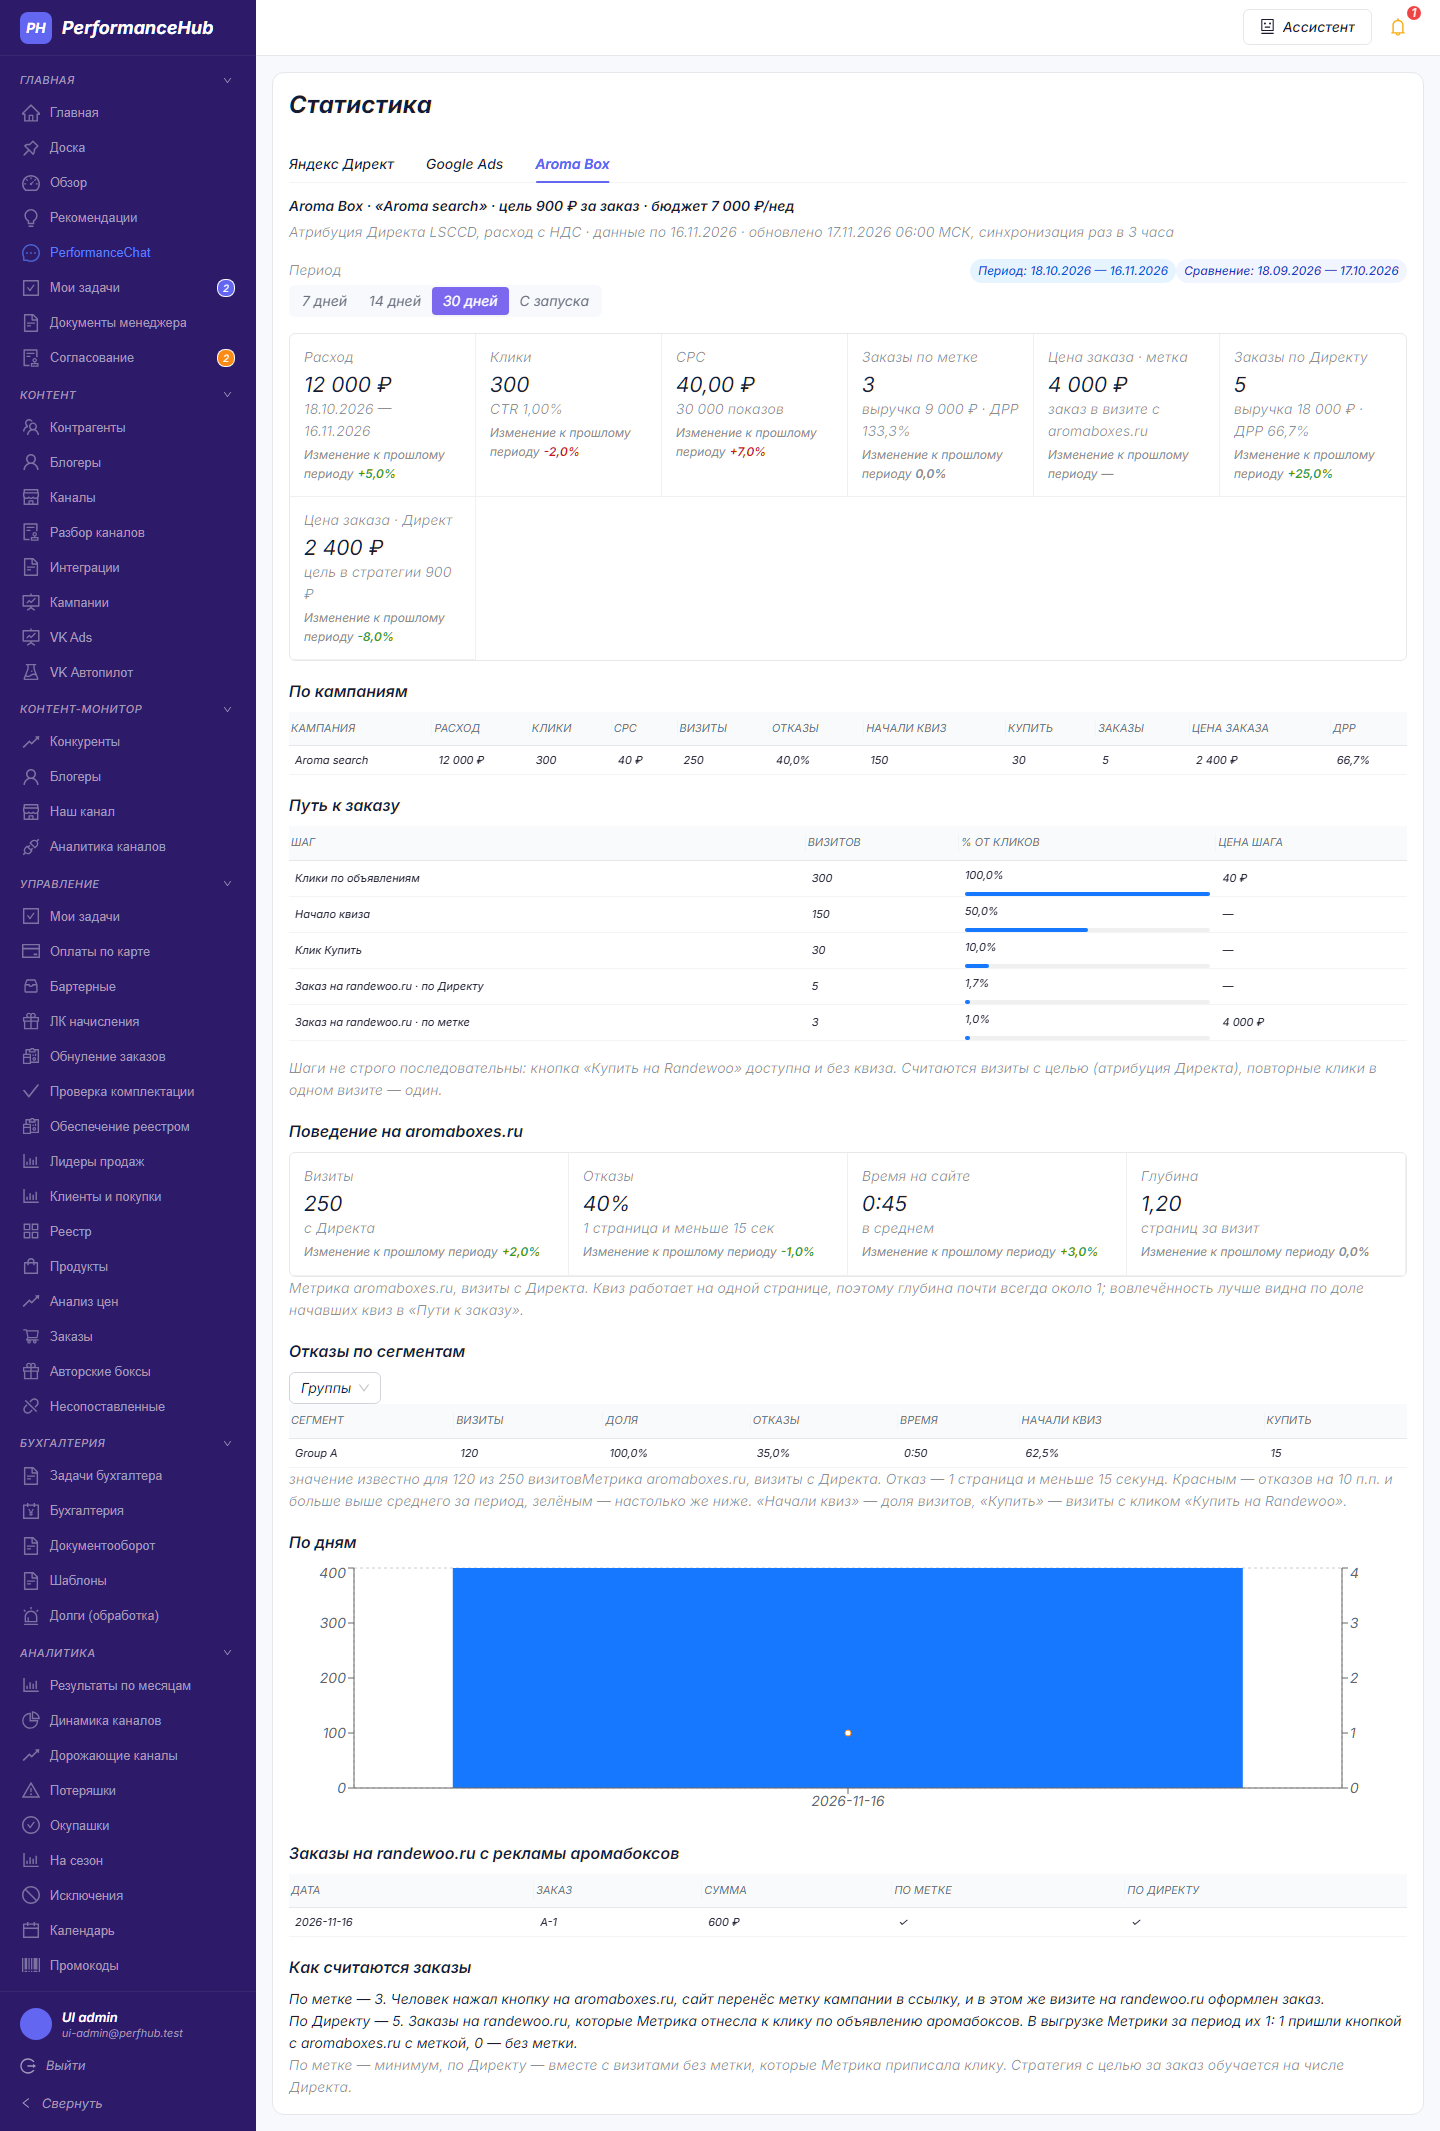 PH PerformanceHub
Ассистент
1
ГЛАВНАЯ
Главная
Доска
Обзор
Рекомендации
PerformanceChat
Мои задачи 2
Документы менеджера
Согласование 2
КОНТЕНТ
Контрагенты
Блогеры
Каналы
Разбор каналов
Интеграции
Кампании
VK Ads
VK Автопилот
КОНТЕНТ-МОНИТОР
Конкуренты
Блогеры
Наш канал
Аналитика каналов
УПРАВЛЕНИЕ
Мои задачи
Оплаты по карте
Бартерные
ЛК начисления
Обнуление заказов
Проверка комплектации
Обеспечение реестром
Лидеры продаж
Клиенты и покупки
Реестр
Продукты
Анализ цен
Заказы
Авторские боксы
Несопоставленные
БУХГАЛТЕРИЯ
Задачи бухгалтера
Бухгалтерия
Документооборот
Шаблоны
Долги (обработка)
АНАЛИТИКА
Результаты по месяцам
Динамика каналов
Дорожающие каналы
Потеряшки
Окупашки
На сезон
Исключения
Календарь
Промокоды
UI admin
ui-admin@perfhub.test
Выйти
Свернуть
Статистика
Яндекс Директ Google Ads Aroma Box
Aroma Box · «Aroma search» · цель 900 ₽ за заказ · бюджет 7 000 ₽/нед
Атрибуция Директа LSCCD, расход с НДС · данные по 16.11.2026 · обновлено 17.11.2026 06:00 МСК, синхронизация раз в 3 часа
Период
Период: 18.10.2026 — 16.11.2026 Сравнение: 18.09.2026 — 17.10.2026
7 дней 14 дней 30 дней С запуска
Расход
12 000 ₽
18.10.2026 —
16.11.2026
Изменение к прошлому
периоду +5,0%
Клики
300
CTR 1,00%
Изменение к прошлому
периоду -2,0%
CPC
40,00 ₽
30 000 показов
Изменение к прошлому
периоду +7,0%
Заказы по метке
3
выручка 9 000 ₽ · ДРР
133,3%
Изменение к прошлому
периоду 0,0%
Цена заказа · метка
4 000 ₽
заказ в визите с
aromaboxes.ru
Изменение к прошлому
периоду —
Заказы по Директу
5
выручка 18 000 ₽ ·
ДРР 66,7%
Изменение к прошлому
периоду +25,0%
Цена заказа · Директ
2 400 ₽
цель в стратегии 900
₽
Изменение к прошлому
периоду -8,0%
По кампаниям
КАМПАНИЯ РАСХОД КЛИКИ CPC ВИЗИТЫ ОТКАЗЫ НАЧАЛИ КВИЗ КУПИТЬ ЗАКАЗЫ ЦЕНА ЗАКАЗА ДРР
Aroma search 12 000 ₽ 300 40 ₽ 250 40,0% 150 30 5 2 400 ₽ 66,7%
Путь к заказу
ШАГ ВИЗИТОВ % ОТ КЛИКОВ ЦЕНА ШАГА
Клики по объявлениям 300 100,0% 40 ₽
Начало квиза 150 50,0% —
Клик Купить 30 10,0% —
Заказ на randewoo.ru · по Директу 5 1,7% —
Заказ на randewoo.ru · по метке 3 1,0% 4 000 ₽
Шаги не строго последовательны: кнопка «Купить на Randewoo» доступна и без квиза. Считаются визиты с целью (атрибуция Директа), повторные клики в
одном визите — один.
Поведение на aromaboxes.ru
Визиты
250
с Директа
Изменение к прошлому периоду +2,0%
Отказы
40%
1 страница и меньше 15 сек
Изменение к прошлому периоду -1,0%
Время на сайте
0:45
в среднем
Изменение к прошлому периоду +3,0%
Глубина
1,20
страниц за визит
Изменение к прошлому периоду 0,0%
Метрика aromaboxes.ru, визиты с Директа. Квиз работает на одной странице, поэтому глубина почти всегда около 1; вовлечённость лучше видна по доле
начавших квиз в «Пути к заказу».
Отказы по сегментам
Группы
СЕГМЕНТ ВИЗИТЫ ДОЛЯ ОТКАЗЫ ВРЕМЯ НАЧАЛИ КВИЗ КУПИТЬ
Group A 120 100,0% 35,0% 0:50 62,5% 15
значение известно для 120 из 250 визитовМетрика aromaboxes.ru, визиты с Директа. Отказ — 1 страница и меньше 15 секунд. Красным — отказов на 10 п.п. и
больше выше среднего за период, зелёным — настолько же ниже. «Начали квиз» — доля визитов, «Купить» — визиты с кликом «Купить на Randewoo».
По дням
400 4
300 3
200 2
100 1
0 0
2026-11-16
Заказы на randewoo.ru с рекламы аромабоксов
ДАТА ЗАКАЗ СУММА ПО МЕТКЕ ПО ДИРЕКТУ
2026-11-16 A-1 600 ₽ ✓ ✓
Как считаются заказы
По метке — 3. Человек нажал кнопку на aromaboxes.ru, сайт перенёс метку кампании в ссылку, и в этом же визите на randewoo.ru оформлен заказ.
По Директу — 5. Заказы на randewoo.ru, которые Метрика отнесла к клику по объявлению аромабоксов. В выгрузке Метрики за период их 1: 1 пришли кнопкой
с aromaboxes.ru с меткой, 0 — без метки.
По метке — минимум, по Директу — вместе с визитами без метки, которые Метрика приписала клику. Стратегия с целью за заказ обучается на числе
Директа.